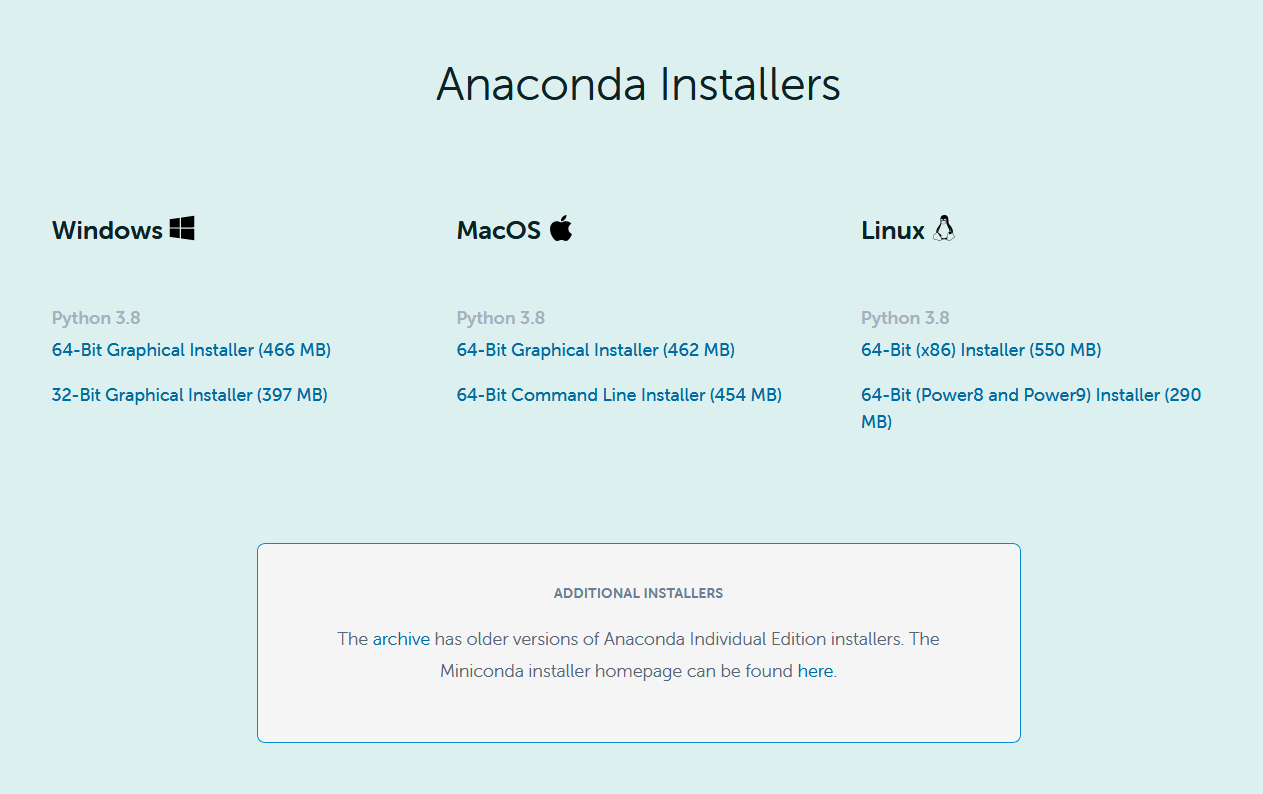 Anaconda Installers
Windows
Python 3.8
64-Bit Graphical Installer (466 MB)
32-Bit Graphical Installer (397 MB)
MacOS
Python 3.8
64-Bit Graphical Installer (462 MB)
64-Bit Command Line Installer (454 MB)
Linux
Python 3.8
64-Bit (x86) Installer (550 MB)
64-Bit (Power8 and Power9) Installer (290
MB)
ADDITIONAL INSTALLERS
The archive has older versions of Anaconda Individual Edition installers. The
Miniconda installer homepage can be found here.